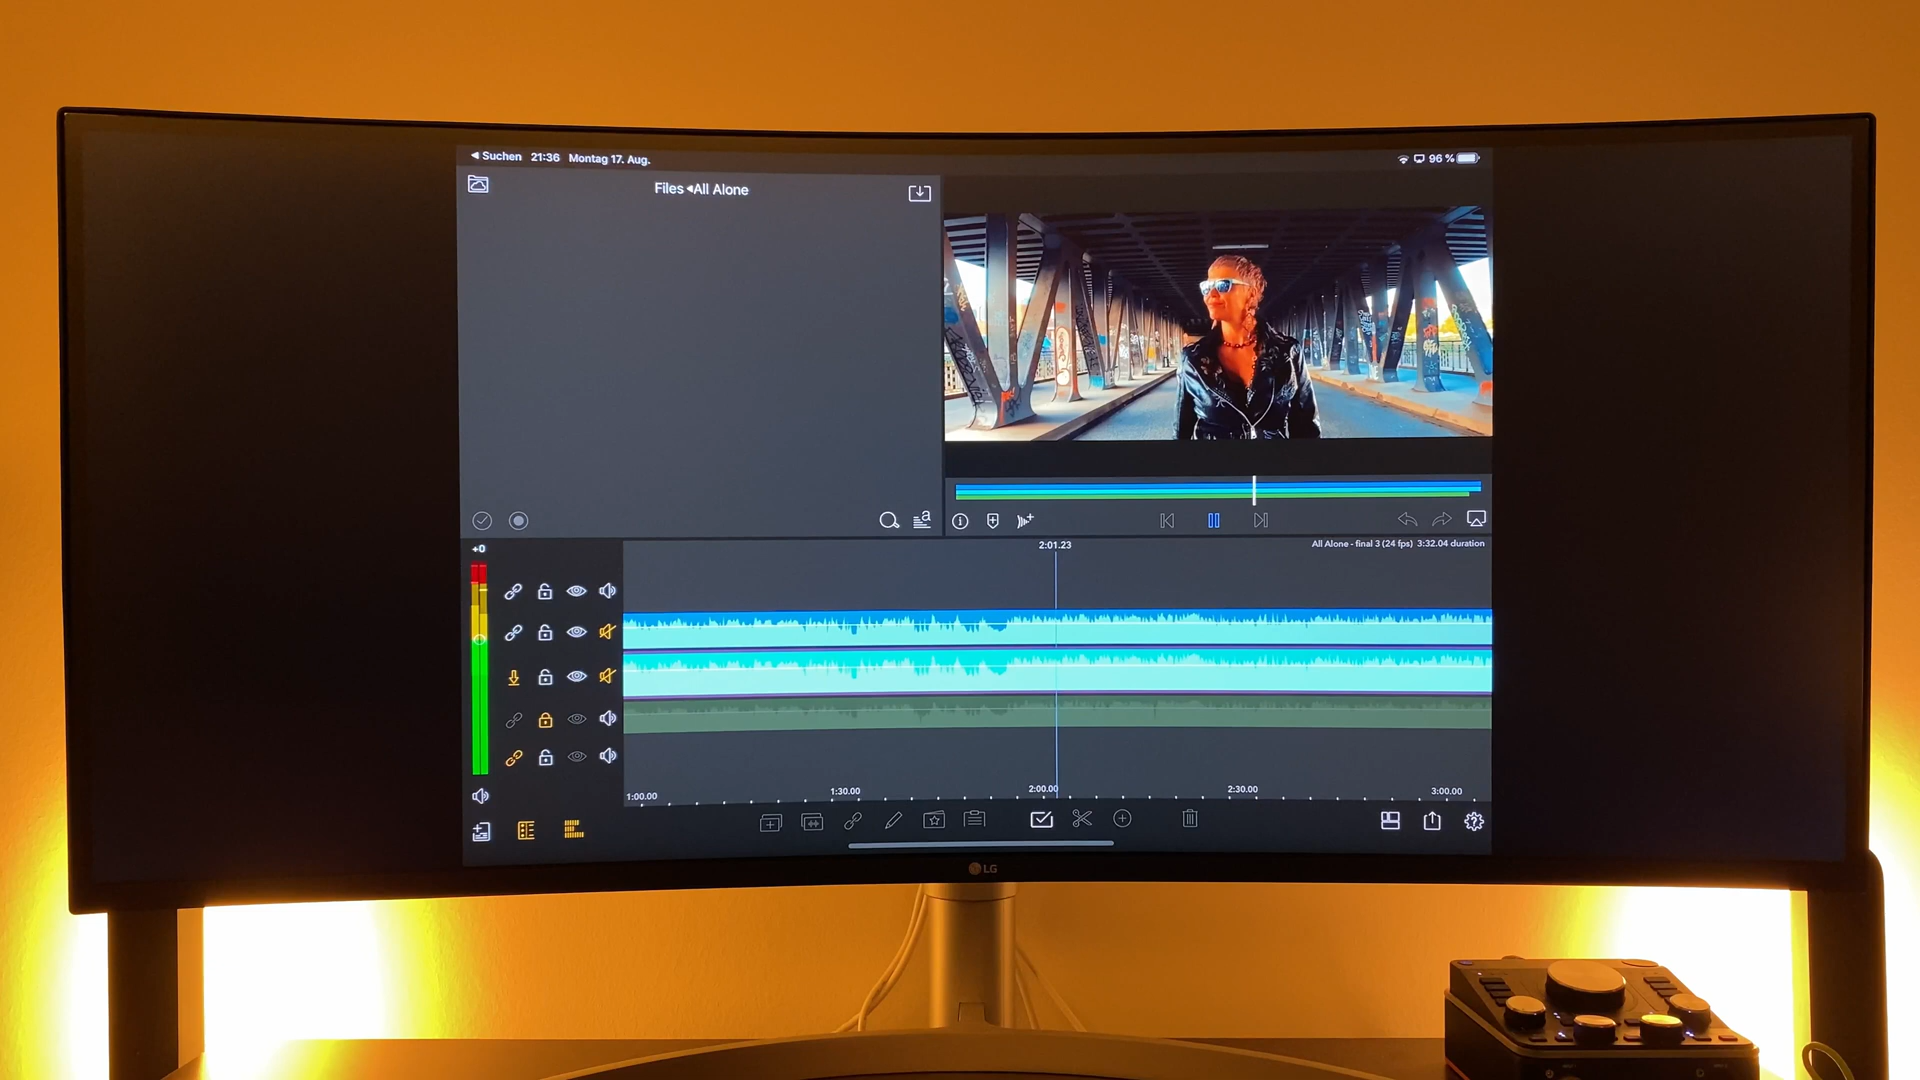 ◀ Suchen 21:36 Montag 17. Aug.
96 %
Files ◂All Alone
+0
2:01.23
All Alone - final 3 (24 fps) 3:32.04 duration
1:00.00 1:30.00 2:00.00 2:30.00 3:00.00
LG